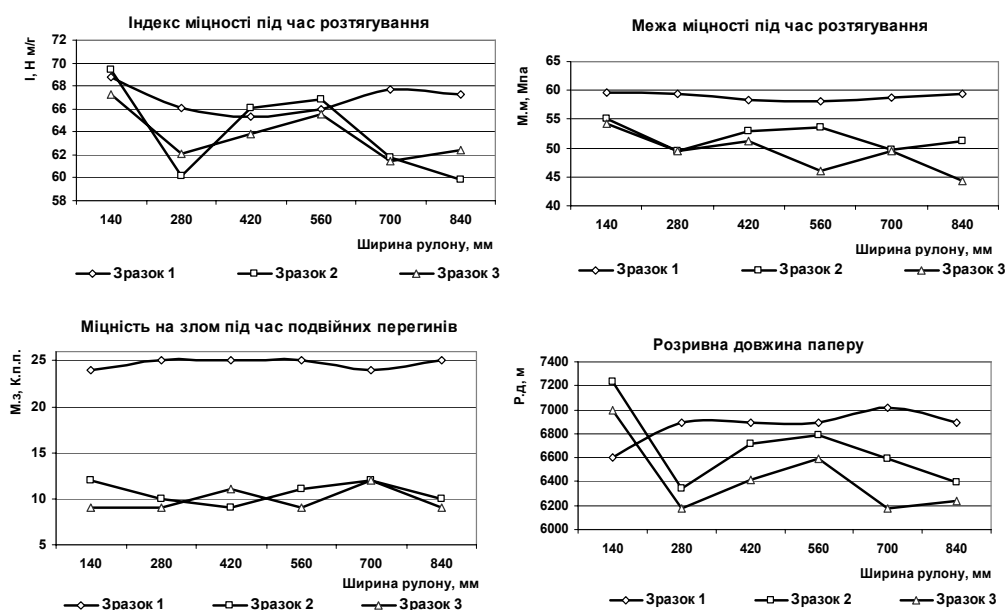 Індекс міцності під час розтягування
І, Н м/г
72
70
68
66
64
62
60
58
140 280 420 560 700 840
Ширина рулону, мм
Зразок 1 Зразок 2 Зразок 3
Межа міцності під час розтягування
М.м, Мпа
65
60
55
50
45
40
140 280 420 560 700 840
Ширина рулону, мм
Зразок 1 Зразок 2 Зразок 3
Міцність на злом під час подвійних перегинів
М.з, К.п.п.
25
20
15
10
5
140 280 420 560 700 840
Ширина рулону, мм
Зразок 1 Зразок 2 Зразок 3
Розривна довжина паперу
Р.д, м
7400
7200
7000
6800
6600
6400
6200
6000
140 280 420 560 700 840
Ширина рулону, мм
Зразок 1 Зразок 2 Зразок 3